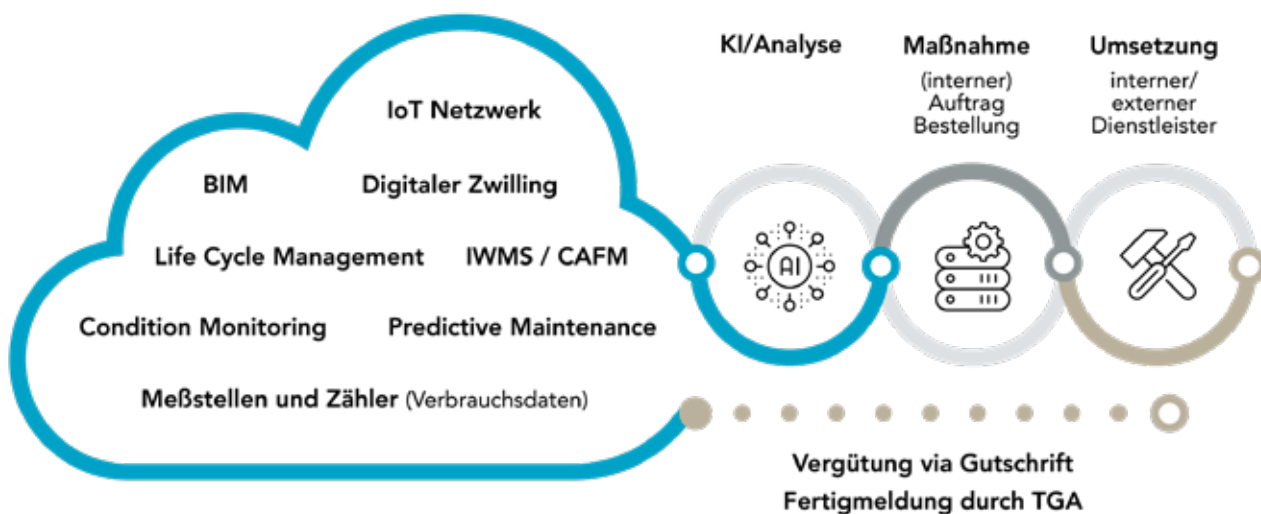 IoT Netzwerk
BIM
Digitaler Zwilling
Life Cycle Management
IWMS / CAFM
Condition Monitoring
Predictive Maintenance
Meßstellen und Zähler (Verbrauchsdaten)
KI/Analyse
AI
Maßnahme
(interner)
Auftrag
Bestellung
Umsetzung
interner/
externer
Dienstleister
Vergütung via Gutschrift
Fertigmeldung durch TGA